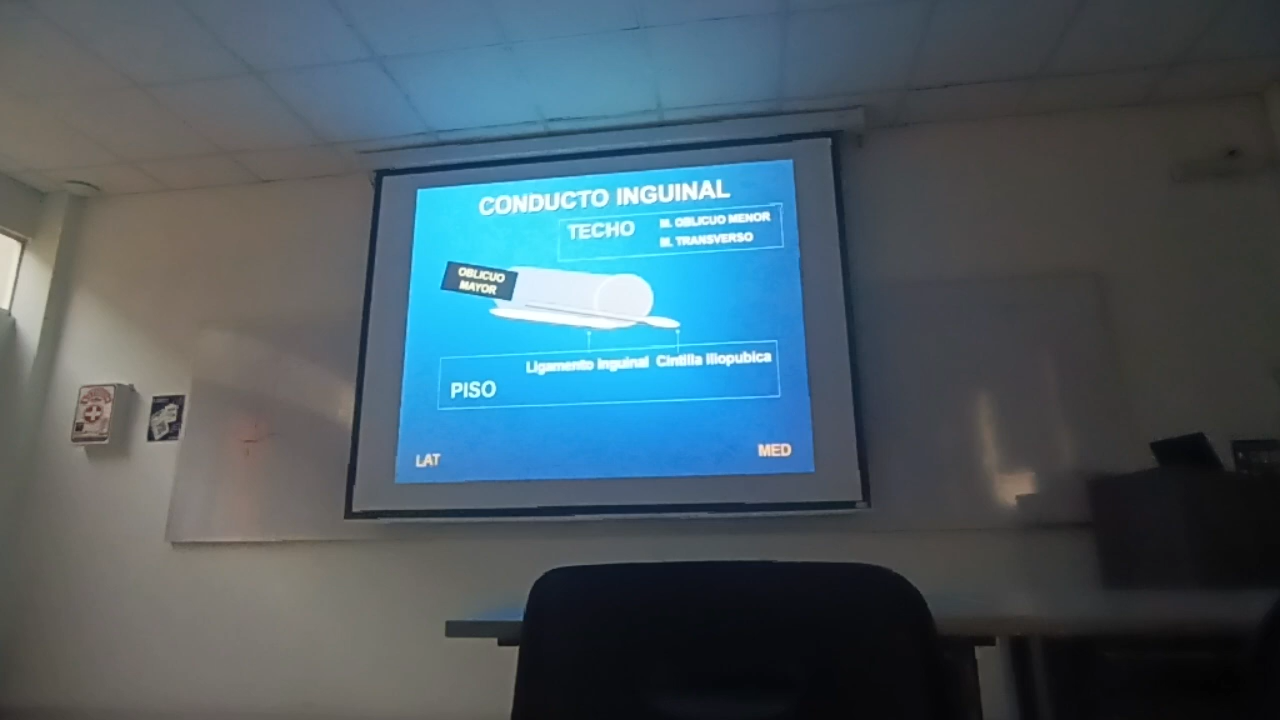 CONDUCTO INGUINAL
TECHO
M. OBLICUO MENOR
M. TRANSVERSO
OBLICUO
MAYOR
Ligamento Inguinal Cintilla Iliopubica
PISO
LAT
MED